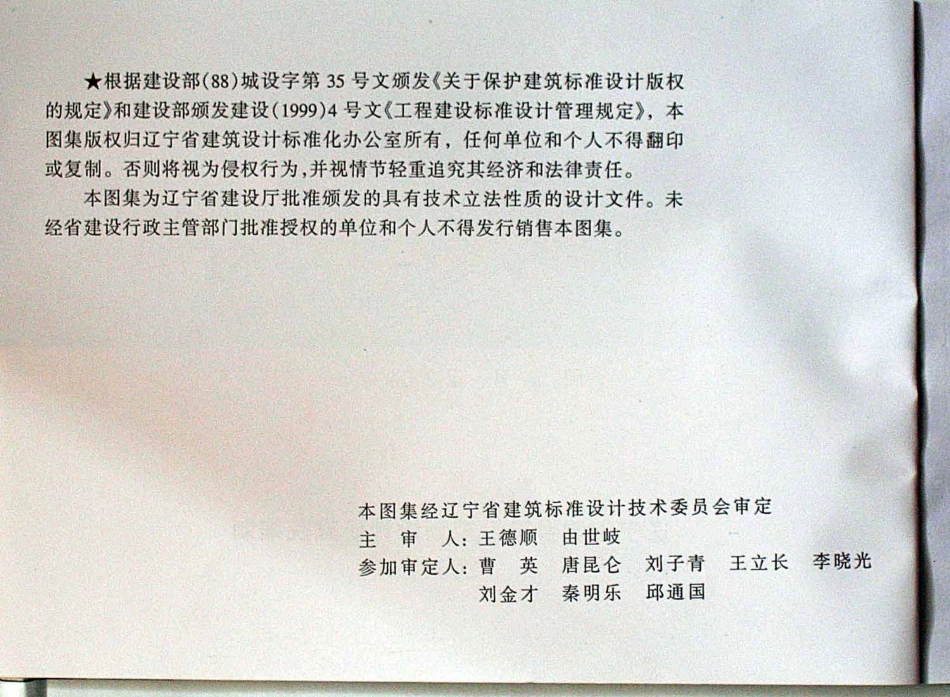 ★根据建设部(88)城设字第 35 号文颁发《关于保护建筑标准设计版权
的规定》和建设部颁发建设(1999)4 号文《工程建设标准设计管理规定》，本
图集版权归辽宁省建筑设计标准化办公室所有，任何单位和个人不得翻印
或复制。否则将视为侵权行为,并视情节轻重追究其经济和法律责任。
本图集为辽宁省建设厅批准颁发的具有技术立法性质的设计文件。未
经省建设行政主管部门批准授权的单位和个人不得发行销售本图集。
本图集经辽宁省建筑标准设计技术委员会审定
主 审 人：王德顺 由世岐
参加审定人：曹 英 唐昆仑 刘子青 王立长 李晓光
刘金才 秦明乐 邱通国